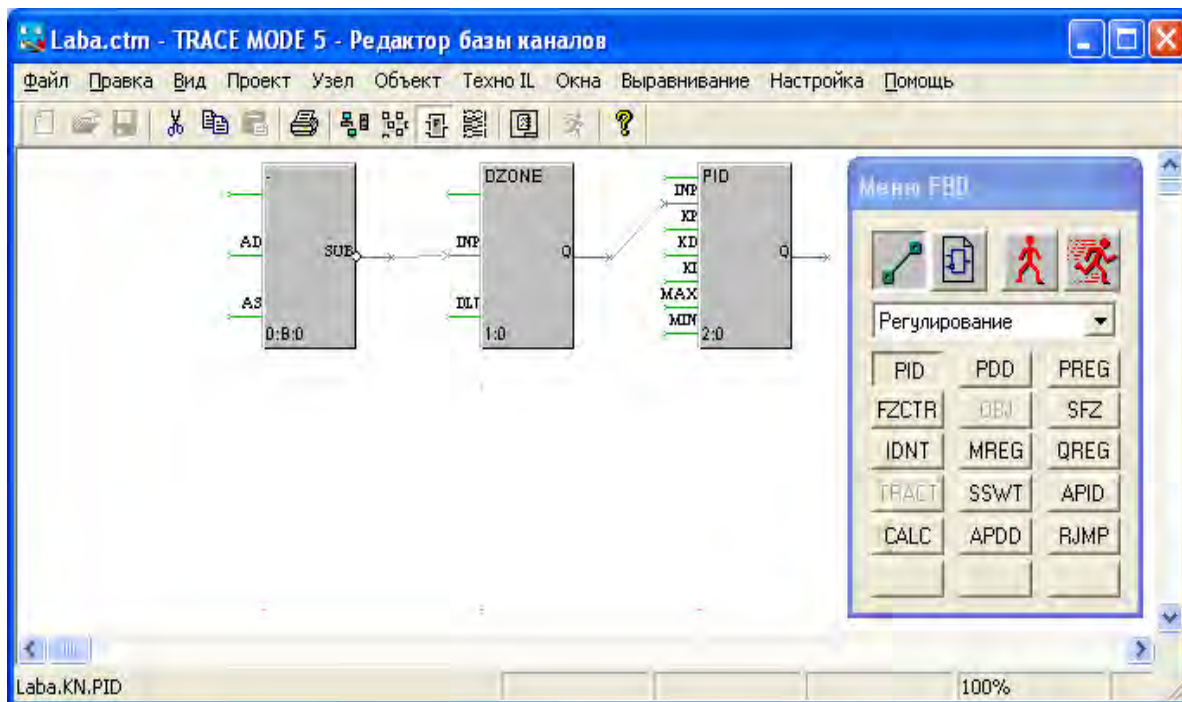 Laba.ctm - TRACE MODE 5 - Редактор базы каналов
Файл Правка Вид Проект Узел Объект Техно IL Окна Выравнивание Настройка Помощь
-
AD
AS
SUB
0:B:0
DZONE
INP
DLT
Q
1:0
PID
INP
KP
KD
KI
MAX
MIN
Q
2:0
Меню FBD
Регулирование
PID PDD PREG
FZCTR OBJ SFZ
IDNT MREG QREG
TRACT SSWT APID
CALC APDD RJMP
Laba.KN.PID
100%